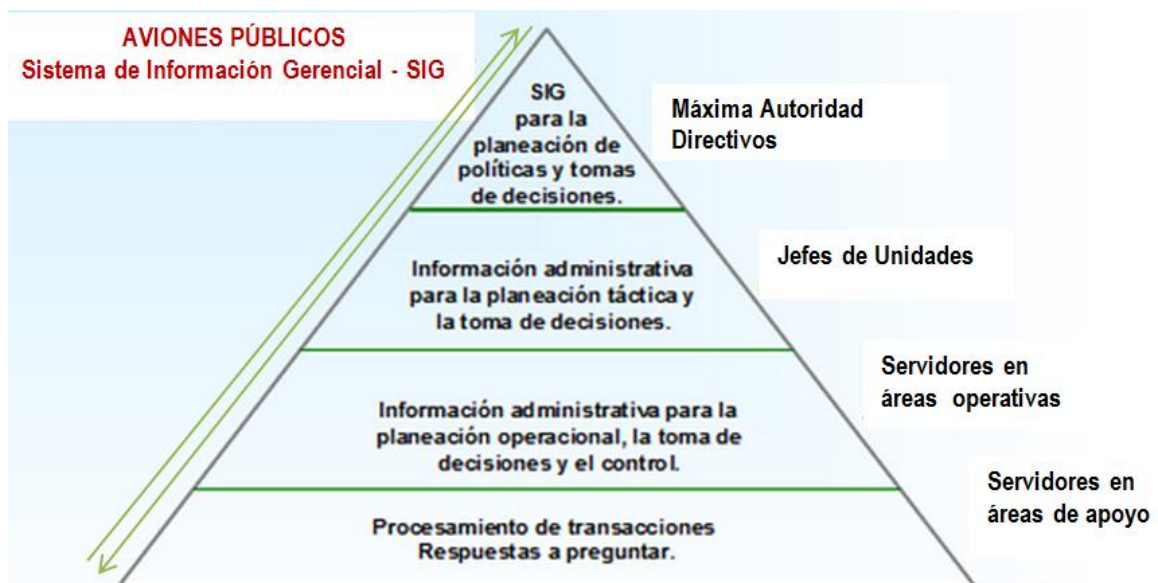 AVIONES PÚBLICOS
Sistema de Información Gerencial - SIG
SIG
para la
planeación de
políticas y tomas
de decisiones.
Máxima Autoridad
Directivos
Información administrativa
para la planeación táctica y
la toma de decisiones.
Jefes de Unidades
Información administrativa para la
planeación operacional, la toma de
decisiones y el control.
Servidores en
áreas operativas
Procesamiento de transacciones
Respuestas a preguntar.
Servidores en
áreas de apoyo